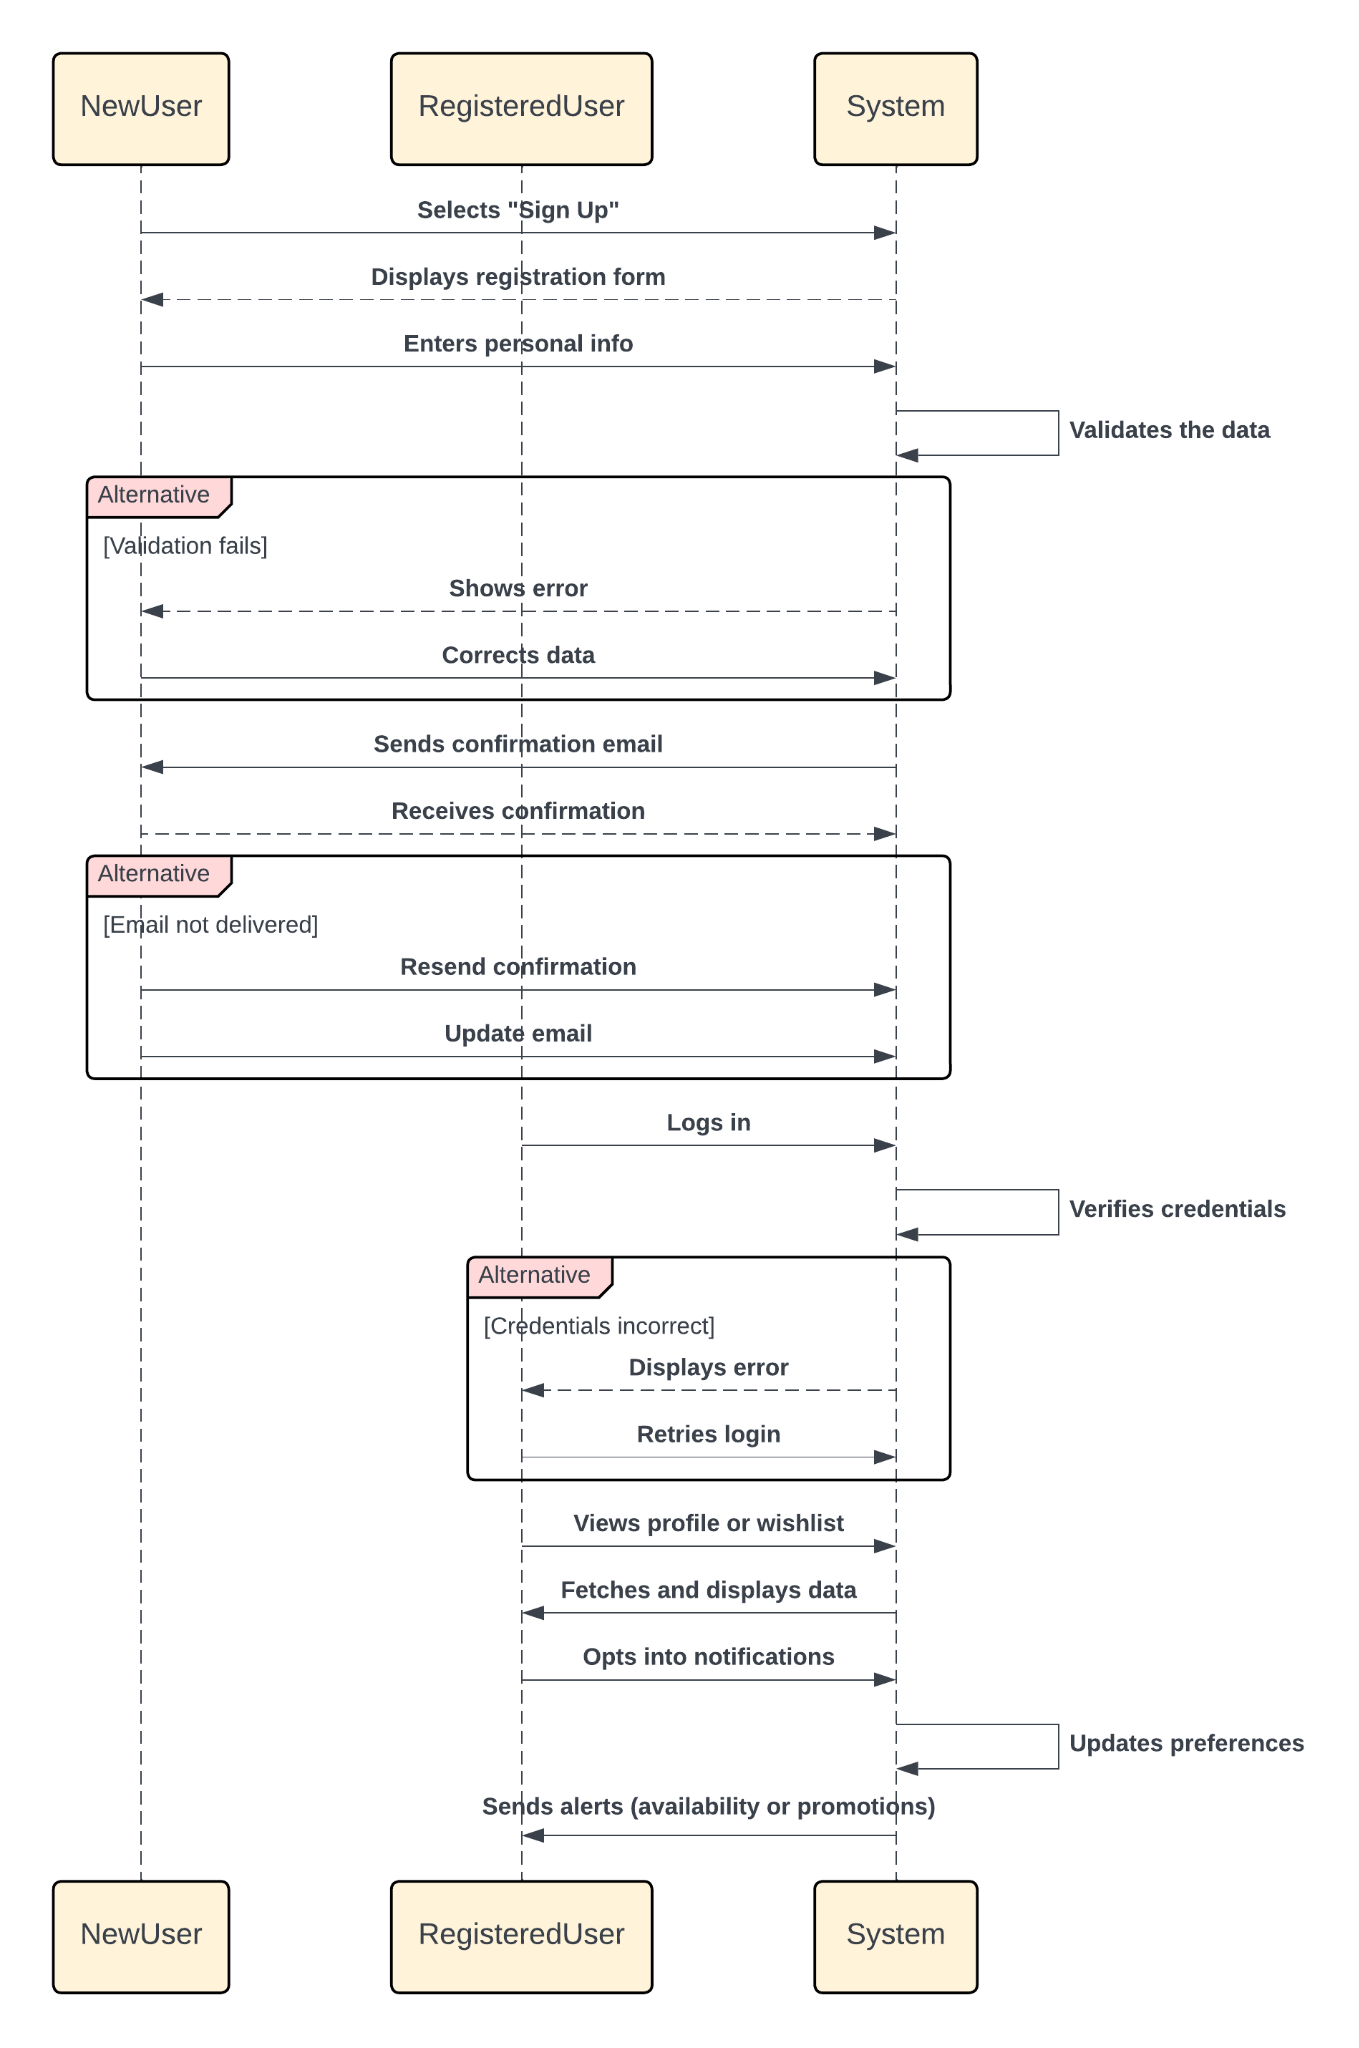 NewUser
RegisteredUser
System
Selects "Sign Up"
Displays registration form
Enters personal info
Validates the data
Alternative
[Validation fails]
Shows error
Corrects data
Sends confirmation email
Receives confirmation
Alternative
[Email not delivered]
Resend confirmation
Update email
Logs in
Verifies credentials
Alternative
[Credentials incorrect]
Displays error
Retries login
Views profile or wishlist
Fetches and displays data
Opts into notifications
Updates preferences
Sends alerts (availability or promotions)
NewUser
RegisteredUser
System